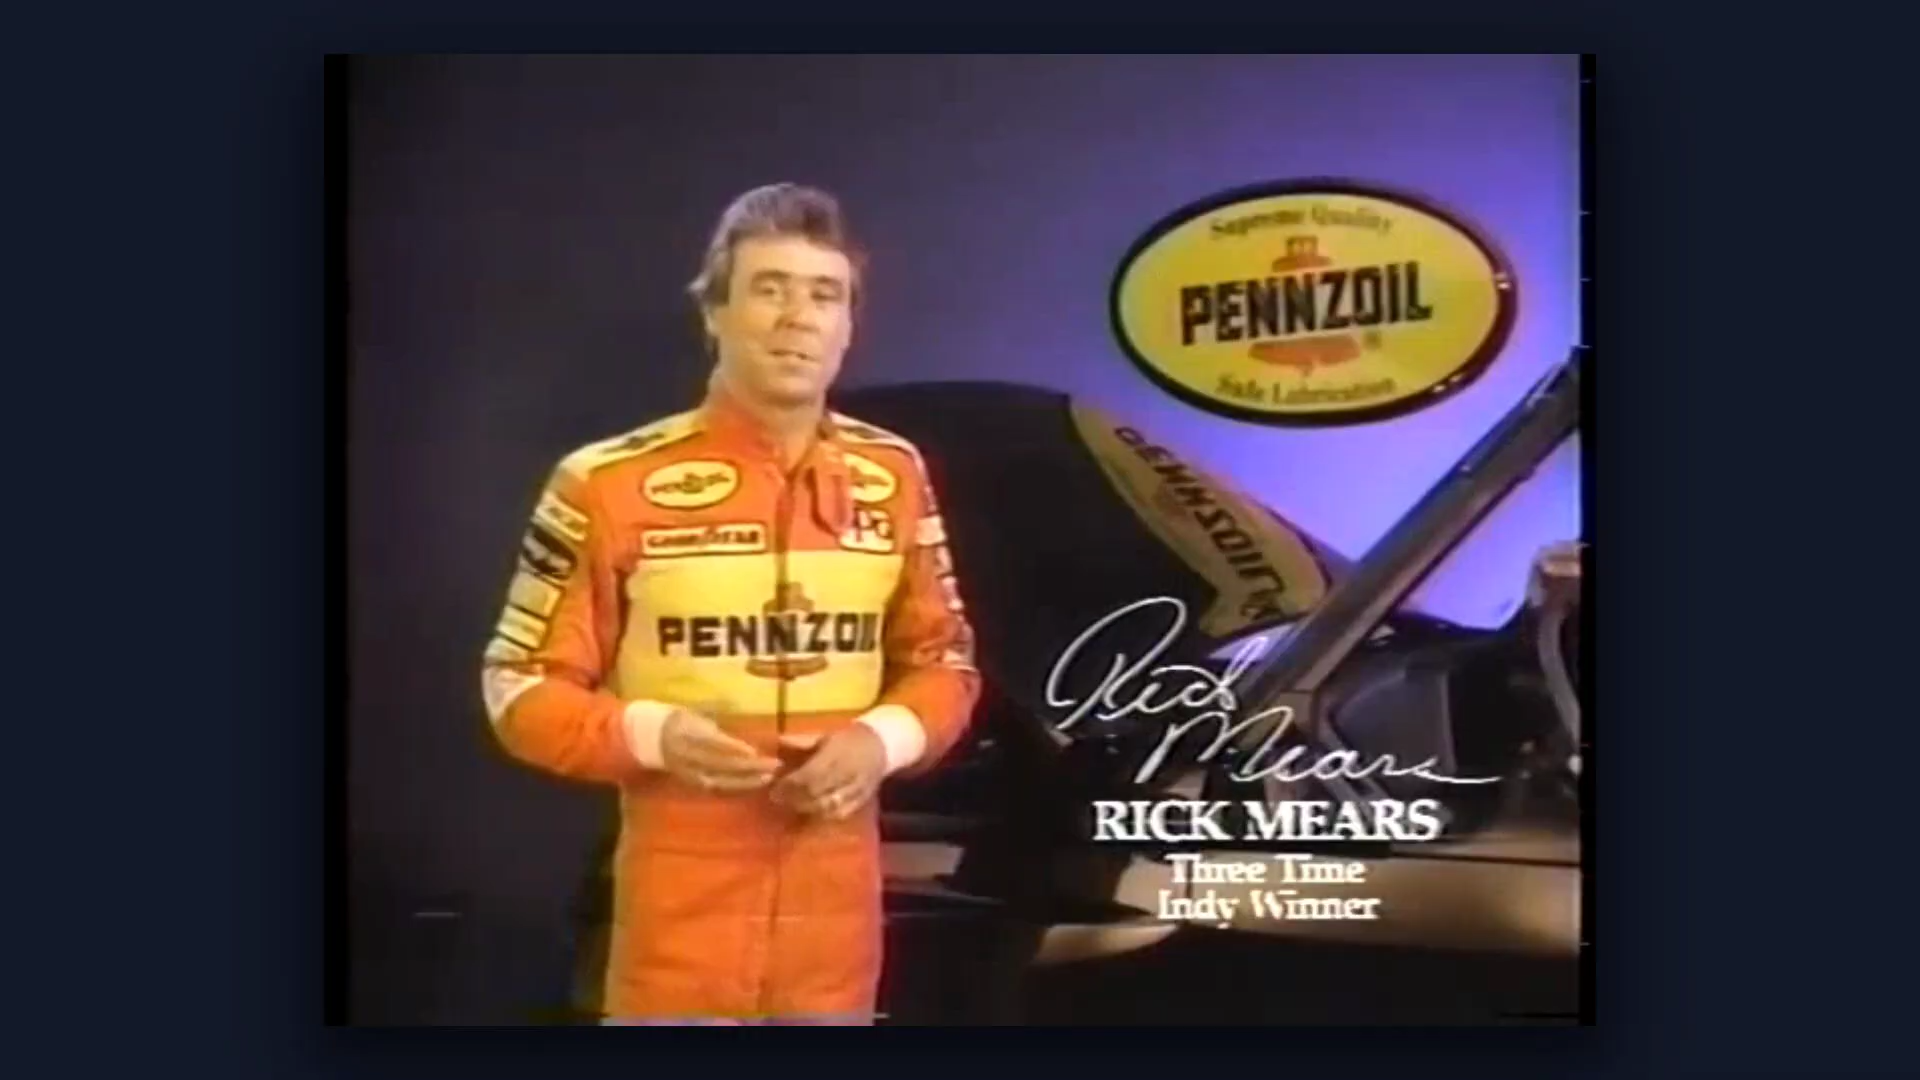 Supreme Quality
PENNZOIL
Safe Lubrication
PENNZOIL
PENNZOIL
GOODYEAR
PENNZOIL
Rick
Mears
RICK MEARS
Three Time
Indy Winner